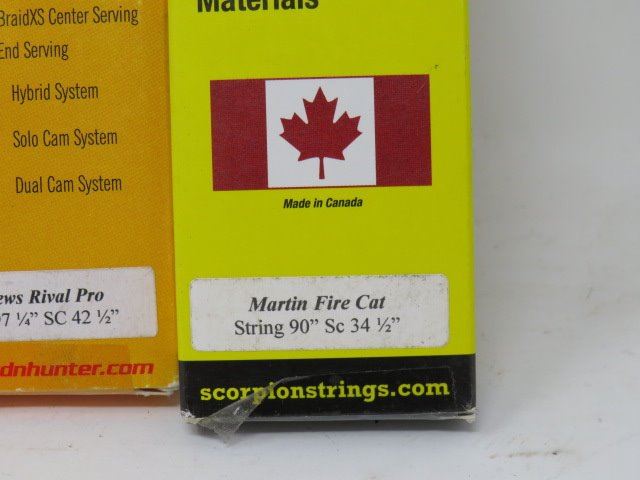 BraidXS Center Serving
End Serving
Hybrid System
Solo Cam System
Dual Cam System
Rival Pro
7 ¼” SC 42 ½”
dnhunter.com
Materials
Made in Canada
Martin Fire Cat
String 90” Sc 34 ½”
scorpionstrings.com